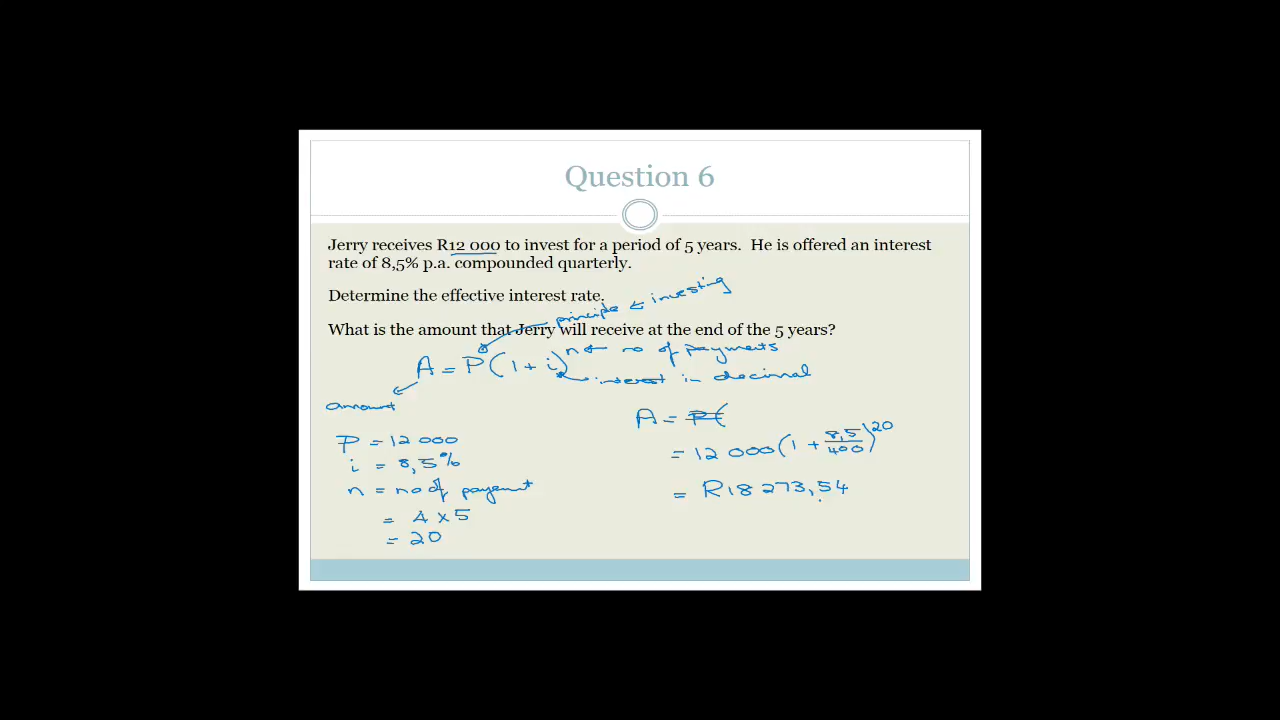 Question 6
Jerry receives R12 000 to invest for a period of 5 years. He is offered an interest
rate of 8,5% p.a. compounded quarterly.
Determine the effective interest rate.
principle ← investing
What is the amount that Jerry will receive at the end of the 5 years?
A = P(1 + i)^n ← no of payments
interest in decimal
amount
P = 12 000
i = 8,5%
n = no of payment
= 4 × 5
= 20
A = P(
= 12 000(1 + 8,5/400)^20
= R18 273,54